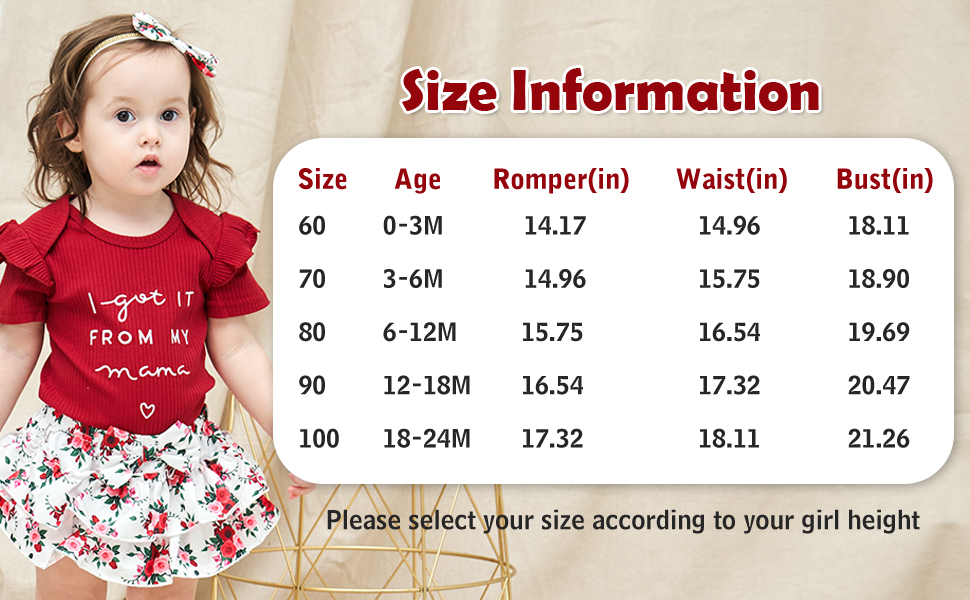 Size Information
Size Age Romper(in) Waist(in) Bust(in)
60 0-3M 14.17 14.96 18.11
70 3-6M 14.96 15.75 18.90
80 6-12M 15.75 16.54 19.69
90 12-18M 16.54 17.32 20.47
100 18-24M 17.32 18.11 21.26
Please select your size according to your girl height
I got IT
FROM MY
mama